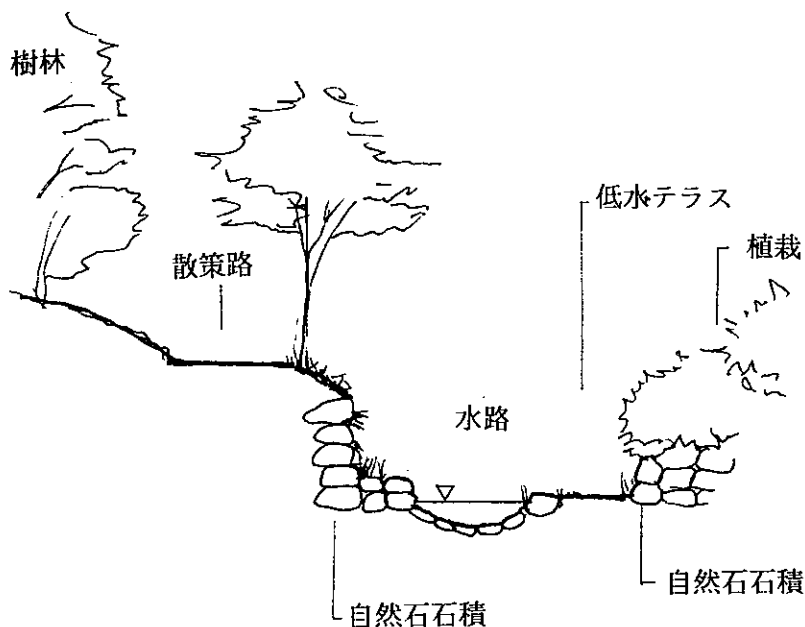 樹林
低水テラス
植栽
散策路
水路
自然石石積
自然石石積